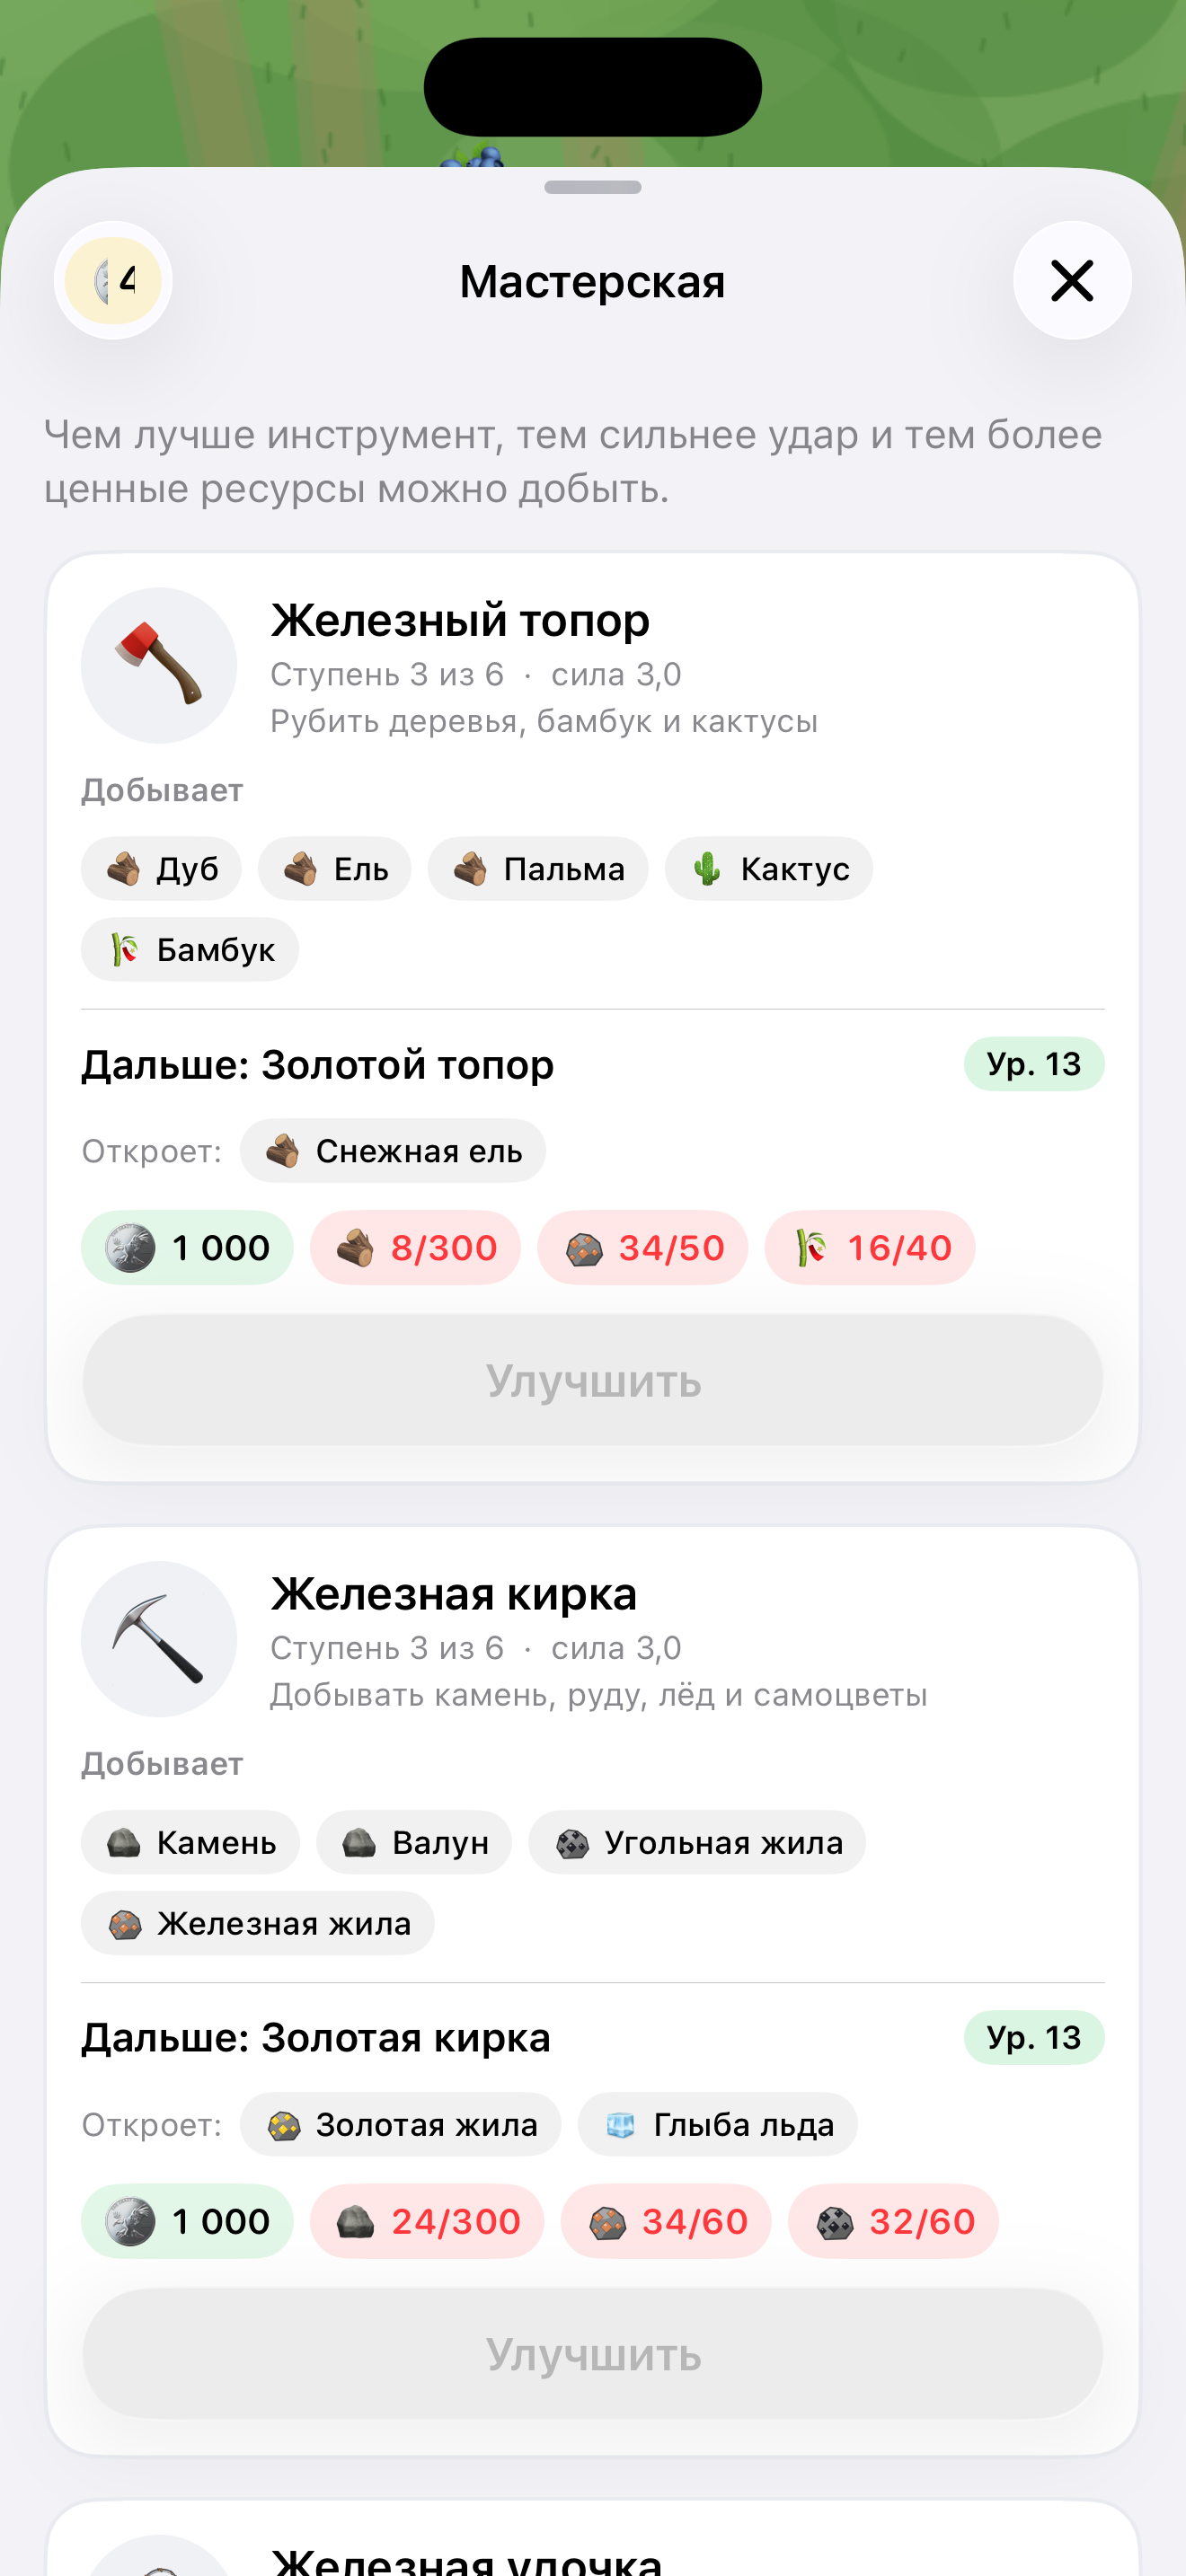 4
Мастерская
Чем лучше инструмент, тем сильнее удар и тем более
ценные ресурсы можно добыть.
Железный топор
Ступень 3 из 6 · сила 3,0
Рубить деревья, бамбук и кактусы
Добывает
Дуб Ель Пальма Кактус
Бамбук
Дальше: Золотой топор Ур. 13
Откроет: Снежная ель
1 000 8/300 34/50 16/40
Улучшить
Железная кирка
Ступень 3 из 6 · сила 3,0
Добывать камень, руду, лёд и самоцветы
Добывает
Камень Валун Угольная жила
Железная жила
Дальше: Золотая кирка Ур. 13
Откроет: Золотая жила Глыба льда
1 000 24/300 34/60 32/60
Улучшить
Железная удочка